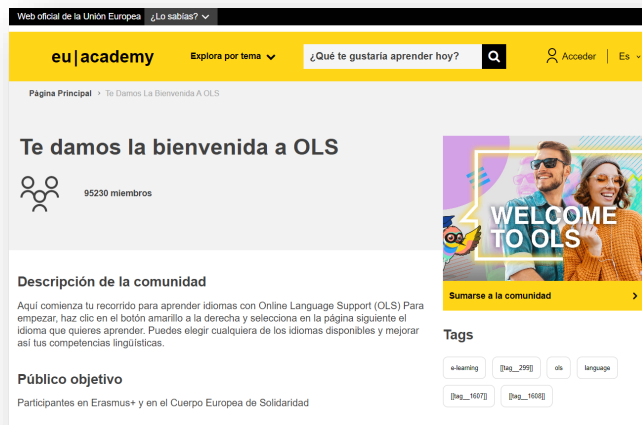 Web oficial de la Unión Europea ¿Lo sabías?
eu|academy Explora por tema ¿Qué te gustaría aprender hoy? Acceder Es
Página Principal > Te Damos La Bienvenida A OLS
Te damos la bienvenida a OLS
95230 miembros
WELCOME
TO OLS
Sumarse a la comunidad
Descripción de la comunidad
Aquí comienza tu recorrido para aprender idiomas con Online Language Support (OLS) Para
empezar, haz clic en el botón amarillo a la derecha y selecciona en la página siguiente el
idioma que quieres aprender. Puedes elegir cualquiera de los idiomas disponibles y mejorar
así tus competencias lingüísticas.
Público objetivo
Participantes en Erasmus+ y en el Cuerpo Europea de Solidaridad
Tags
e-learning [[tag__299]] ols language
[[tag__1607]] [[tag__1608]]